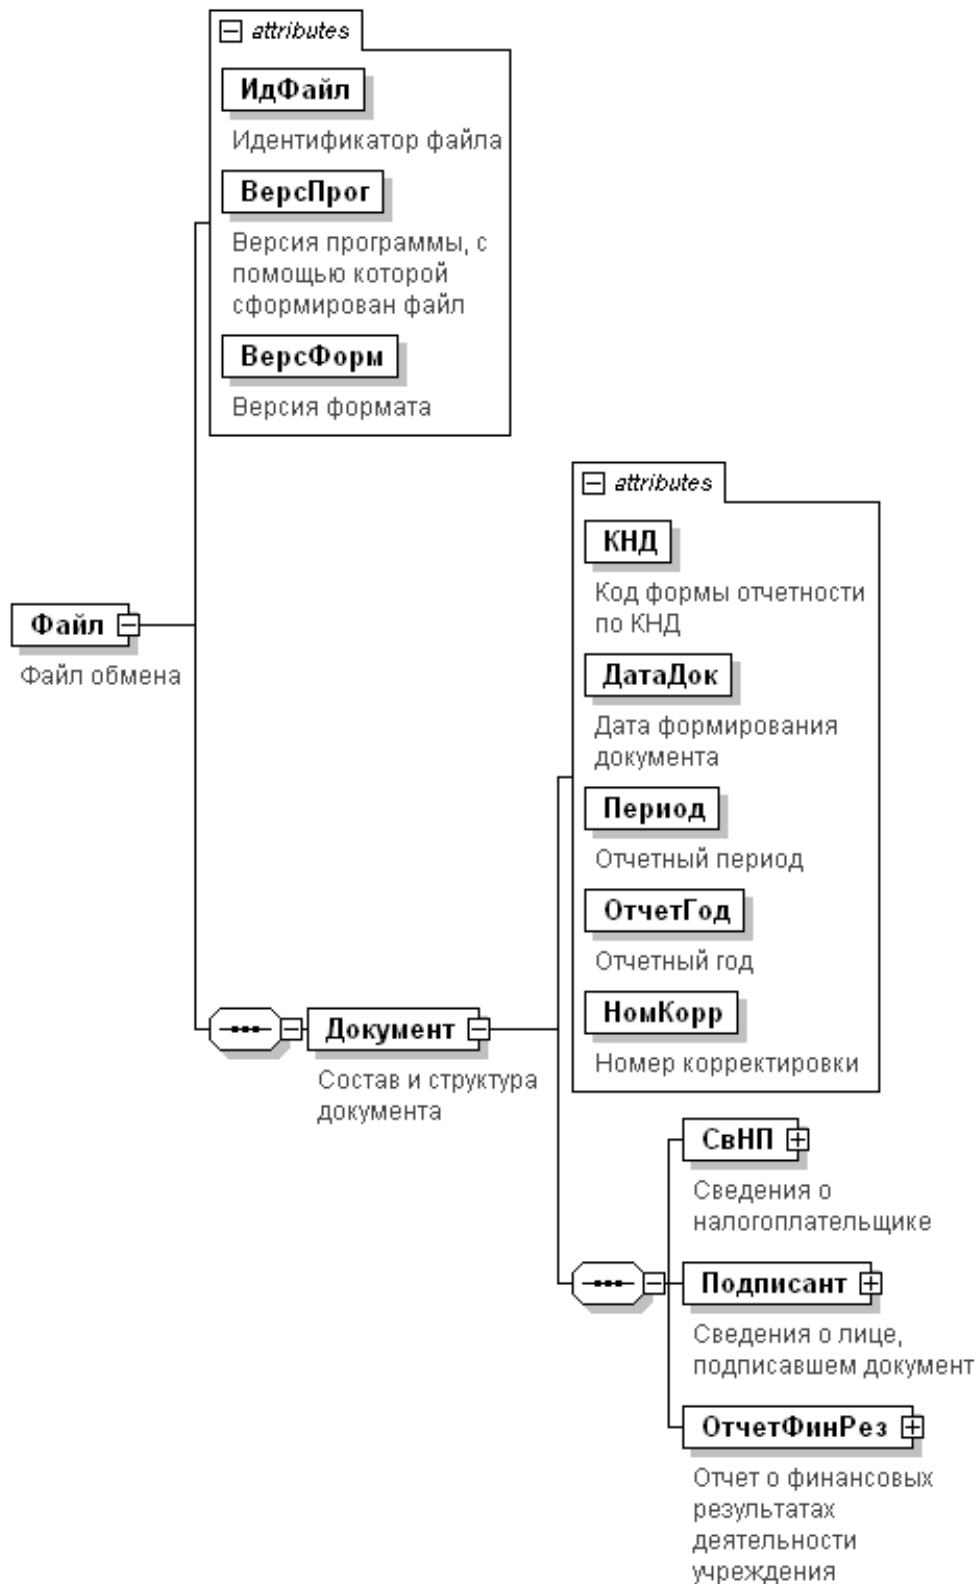 attributes
ИдФайл
Идентификатор файла
ВерсПрог
Версия программы, с
помощью которой
сформирован файл
ВерсФорм
Версия формата
Файл
Файл обмена
attributes
КНД
Код формы отчетности
по КНД
ДатаДок
Дата формирования
документа
Период
Отчетный период
ОтчетГод
Отчетный год
НомКорр
Номер корректировки
Документ
Состав и структура
документа
СвНП
Сведения о
налогоплательщике
Подписант
Сведения о лице,
подписавшем документ
ОтчетФинРез
Отчет о финансовых
результатах
деятельности
учреждения